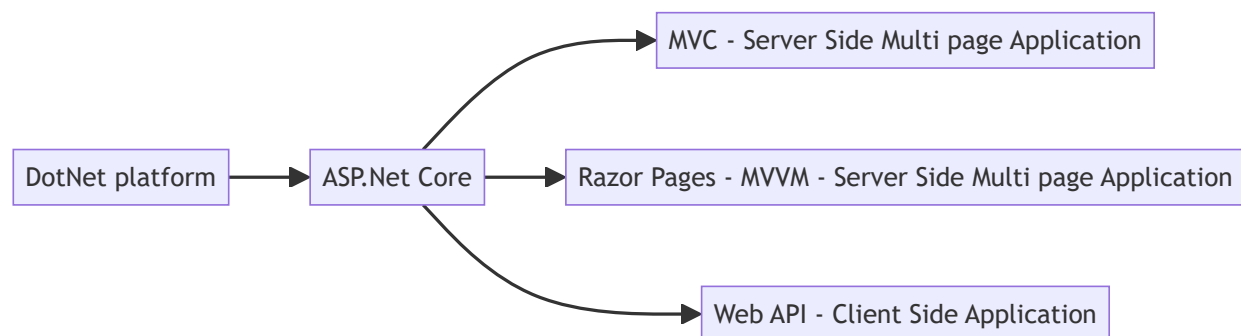 MVC - Server Side Multi page Application
DotNet platform
ASP.Net Core
Razor Pages - MVVM - Server Side Multi page Application
Web API - Client Side Application